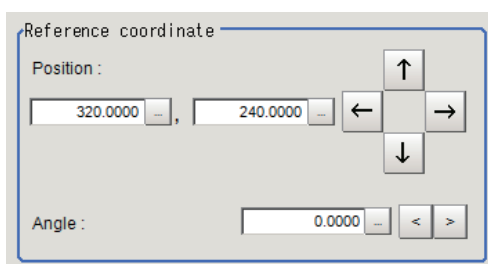 Reference coordinate
Position :
↑
320.0000 ... , 240.0000 ... ← →
↓
Angle : 0.0000 ... < >